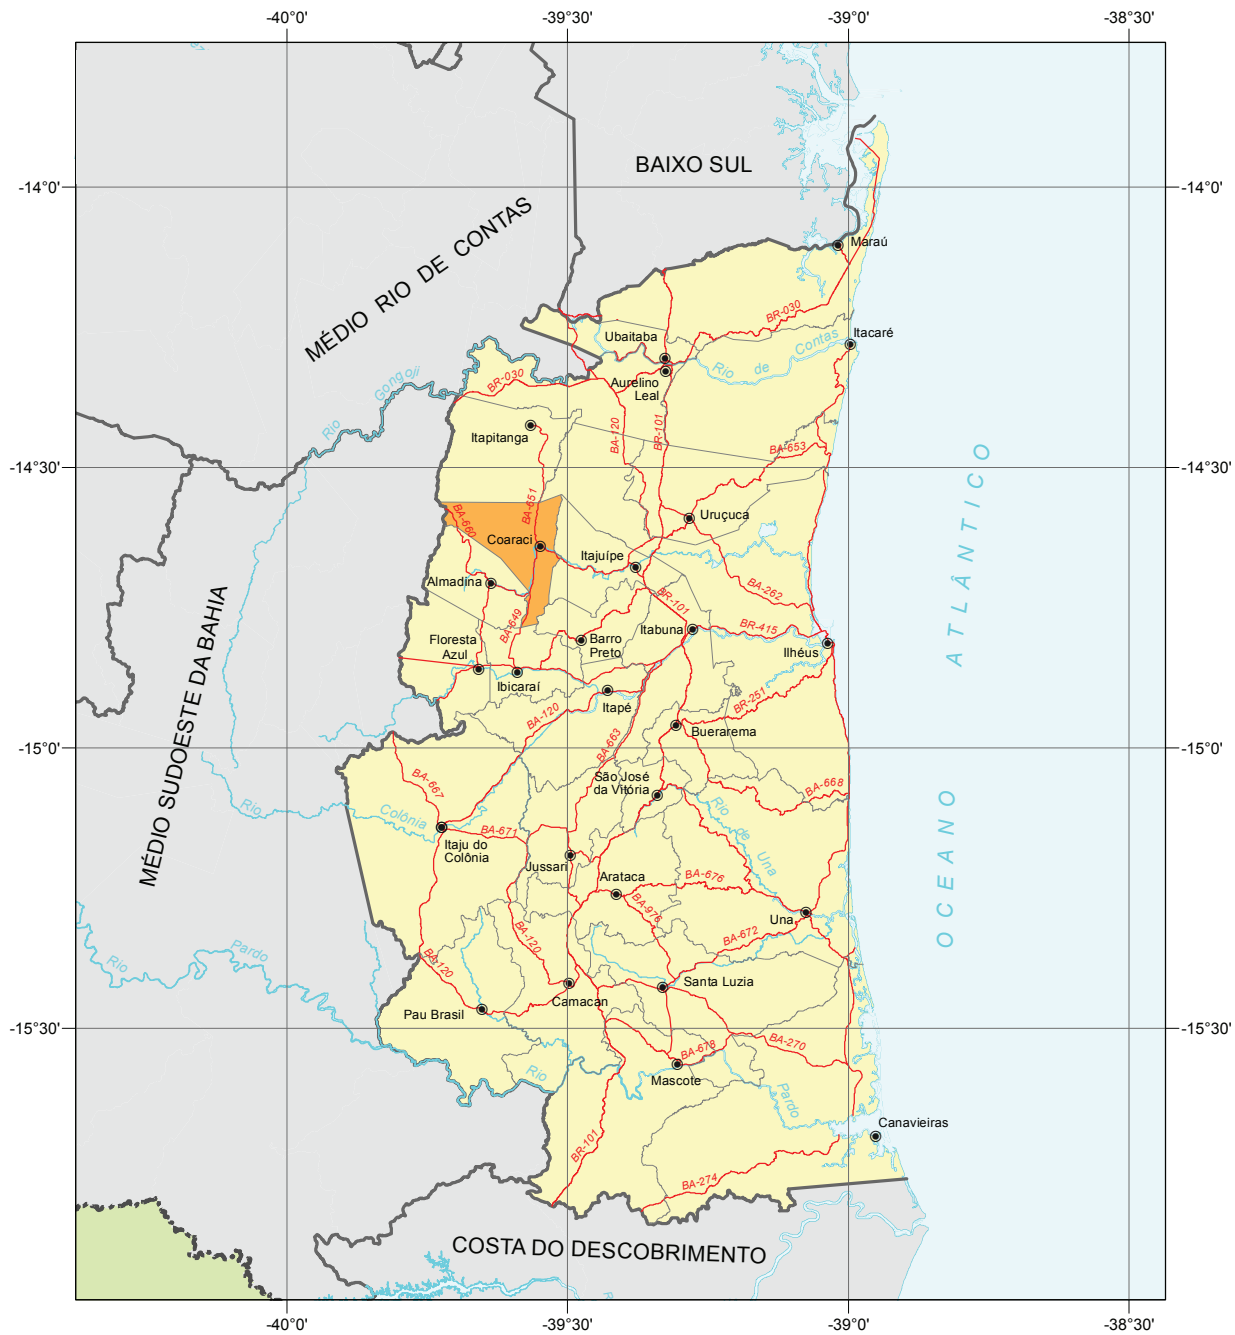 -40°0'
-39°30'
-39°0'
-38°30'
BAIXO SUL
-14°0'
-14°0'
MÉDIO RIO DE CONTAS
Maraú
BR-030
Itacaré
Ubaitaba
Rio de Contas
Aurelino
Leal
Rio Gongoji
BR-030
BA-120
BR-101
Itapitanga
BA-653
-14°30'
-14°30'
BA-651
BA-660
Uruçuca
Coaraci
Itajuípe
Almadina
BA-262
BR-101
BA-649
Itabuna
BR-415
Floresta
Azul
Barro
Preto
Ilhéus
Ibicaraí
Itapé
BR-251
BA-120
Buerarema
BA-663
-15°0'
-15°0'
MÉDIO SUDOESTE DA BAHIA
OCEANO ATLÂNTICO
São José
da Vitória
BA-667
BA-668
Rio Colônia
Rio de Una
BA-671
Itaju do
Colônia
Jussari
Arataca
BA-676
BA-976
Una
BA-672
BA-120
Rio Pardo
BA-120
Santa Luzia
Camacan
Pau Brasil
-15°30'
-15°30'
BA-270
BA-678
Rio
Mascote
Pardo
Canavieiras
BR-101
BA-274
COSTA DO DESCOBRIMENTO
-40°0'
-39°30'
-39°0'
-38°30'